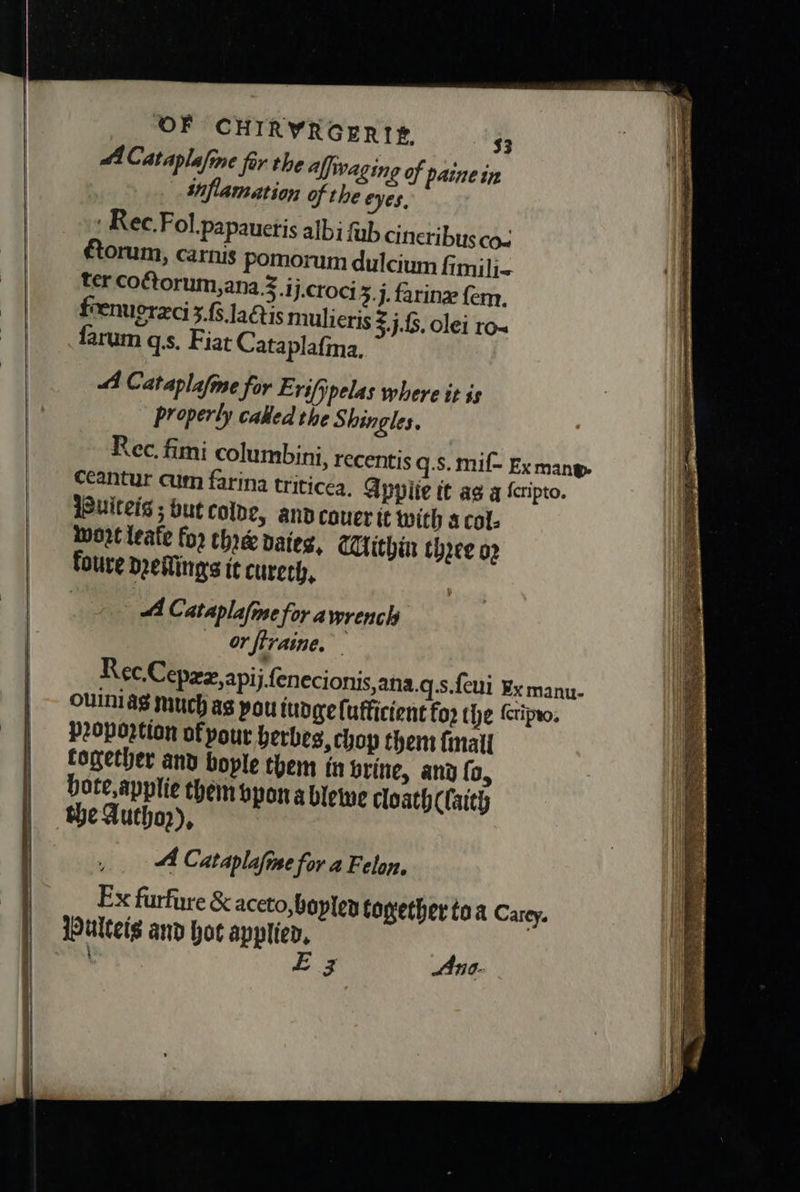 OF CHIRVRGERIE. 53
A Cataplaſme for the aſſwaging of paine in
inflamation of the eyes.
Rec. Fol. papaueris albi ſub cineribus co-
ctorum, carnis pomorum dulcium ſimili-
ter coctorum, ana. ℥. ij. croci ʒ. j. farinæ ſem.
fœnugræci ʒ. ſs. lactis mulieris ℥. j. ſs. olei ro-
ſarum q.s. Fiat Cataplaſma.
A Cataplaſme for Eriſypelas where it is
properly called the Shingles.
Rec. fimi columbini, recentis q.s. miſ- Ex manu-
ceantur cum farina triticea. Applie it as a ſcripto.
Pulteis; but colde, and couer it with a col-
wort leafe for thrée daies, Within three or
foure dreſſings it cureth.
A Cataplaſme for a wrench
or ſtraine.
Rec. Cepææ, apij. ſenecionis, ana. q.s. ſeui Ex manu-
ouini as much as you iudge ſufficient for the ſcripto.
proportion of your herbes, chop them ſmall
together and boyle them in vrine, and ſo,
hote, applie them vpon a blewe cloath (ſaith
the Author).
A Cataplaſme for a Felon.
Ex furfure & aceto, boyled together to a Carey.
Pulteis and hot applied.
E 3 Ano-